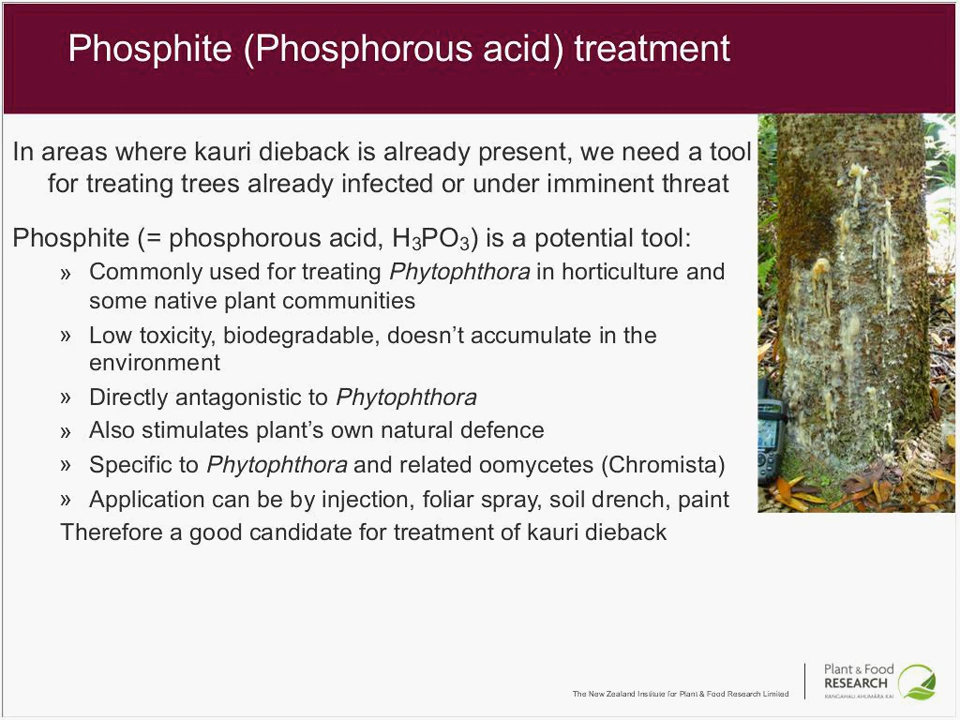 Phosphite (Phosphorous acid) treatment
In areas where kauri dieback is already present, we need a tool
for treating trees already infected or under imminent threat
Phosphite (= phosphorous acid, H₃PO₃) is a potential tool:
» Commonly used for treating Phytophthora in horticulture and
some native plant communities
» Low toxicity, biodegradable, doesn’t accumulate in the
environment
» Directly antagonistic to Phytophthora
» Also stimulates plant’s own natural defence
» Specific to Phytophthora and related oomycetes (Chromista)
» Application can be by injection, foliar spray, soil drench, paint
Therefore a good candidate for treatment of kauri dieback
The New Zealand Institute for Plant & Food Research Limited
Plant & Food
RESEARCH
RANGAHAU AHUMĀRA KAI